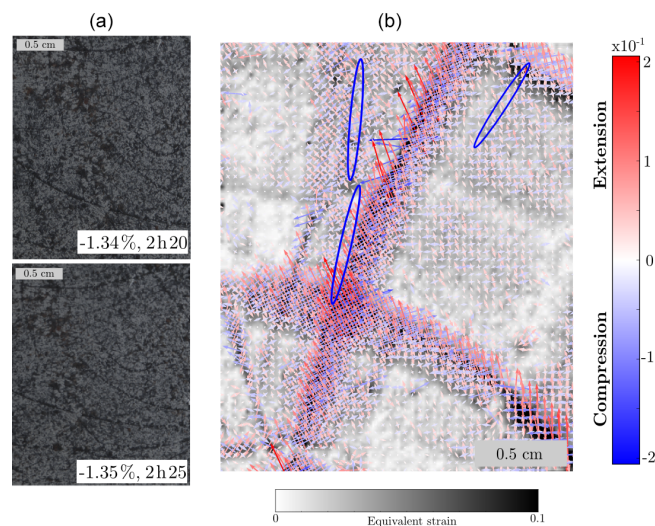 (a)
(b)
0.5 cm
-1.34%, 2h20
0.5 cm
-1.35%, 2h25
0.5 cm
0
Equivalent strain
0.1
x10⁻¹
2
1
0
-1
-2
Extension
Compression